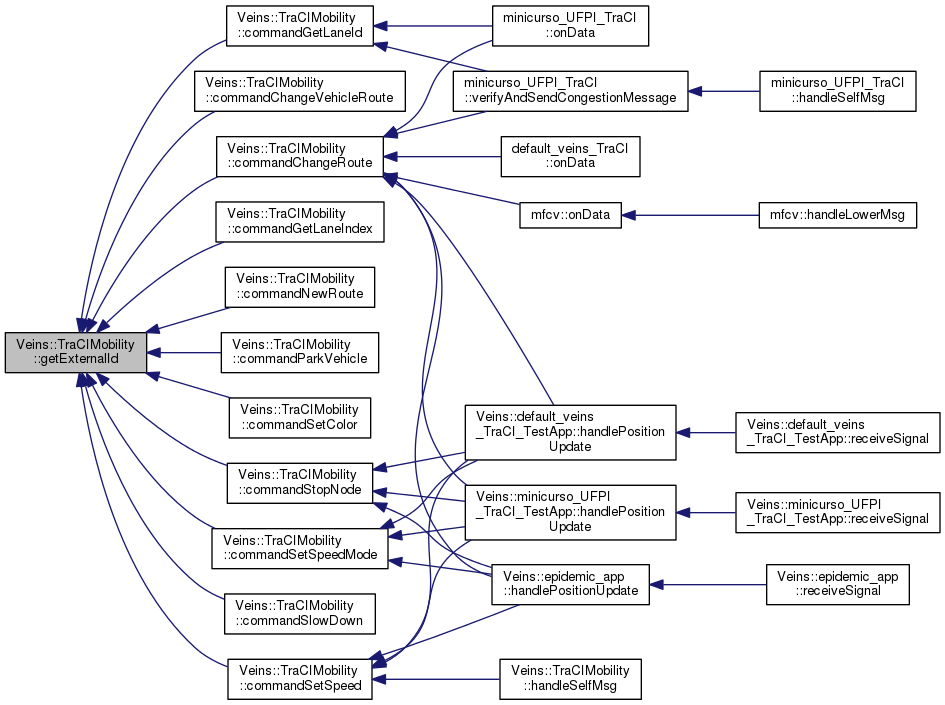 Veins::TraCIMobility
::getExternalId
Veins::TraCIMobility
::commandGetLaneId
Veins::TraCIMobility
::commandChangeVehicleRoute
Veins::TraCIMobility
::commandChangeRoute
Veins::TraCIMobility
::commandGetLaneIndex
Veins::TraCIMobility
::commandNewRoute
Veins::TraCIMobility
::commandParkVehicle
Veins::TraCIMobility
::commandSetColor
Veins::TraCIMobility
::commandStopNode
Veins::TraCIMobility
::commandSetSpeedMode
Veins::TraCIMobility
::commandSlowDown
Veins::TraCIMobility
::commandSetSpeed
minicurso_UFPI_TraCI
::onData
minicurso_UFPI_TraCI
::verifyAndSendCongestionMessage
default_veins_TraCI
::onData
mfcv::onData
Veins::default_veins
_TraCI_TestApp::handlePosition
Update
Veins::minicurso_UFPI
_TraCI_TestApp::handlePosition
Update
Veins::epidemic_app
::handlePositionUpdate
Veins::TraCIMobility
::handleSelfMsg
minicurso_UFPI_TraCI
::handleSelfMsg
mfcv::handleLowerMsg
Veins::default_veins
_TraCI_TestApp::receiveSignal
Veins::minicurso_UFPI
_TraCI_TestApp::receiveSignal
Veins::epidemic_app
::receiveSignal